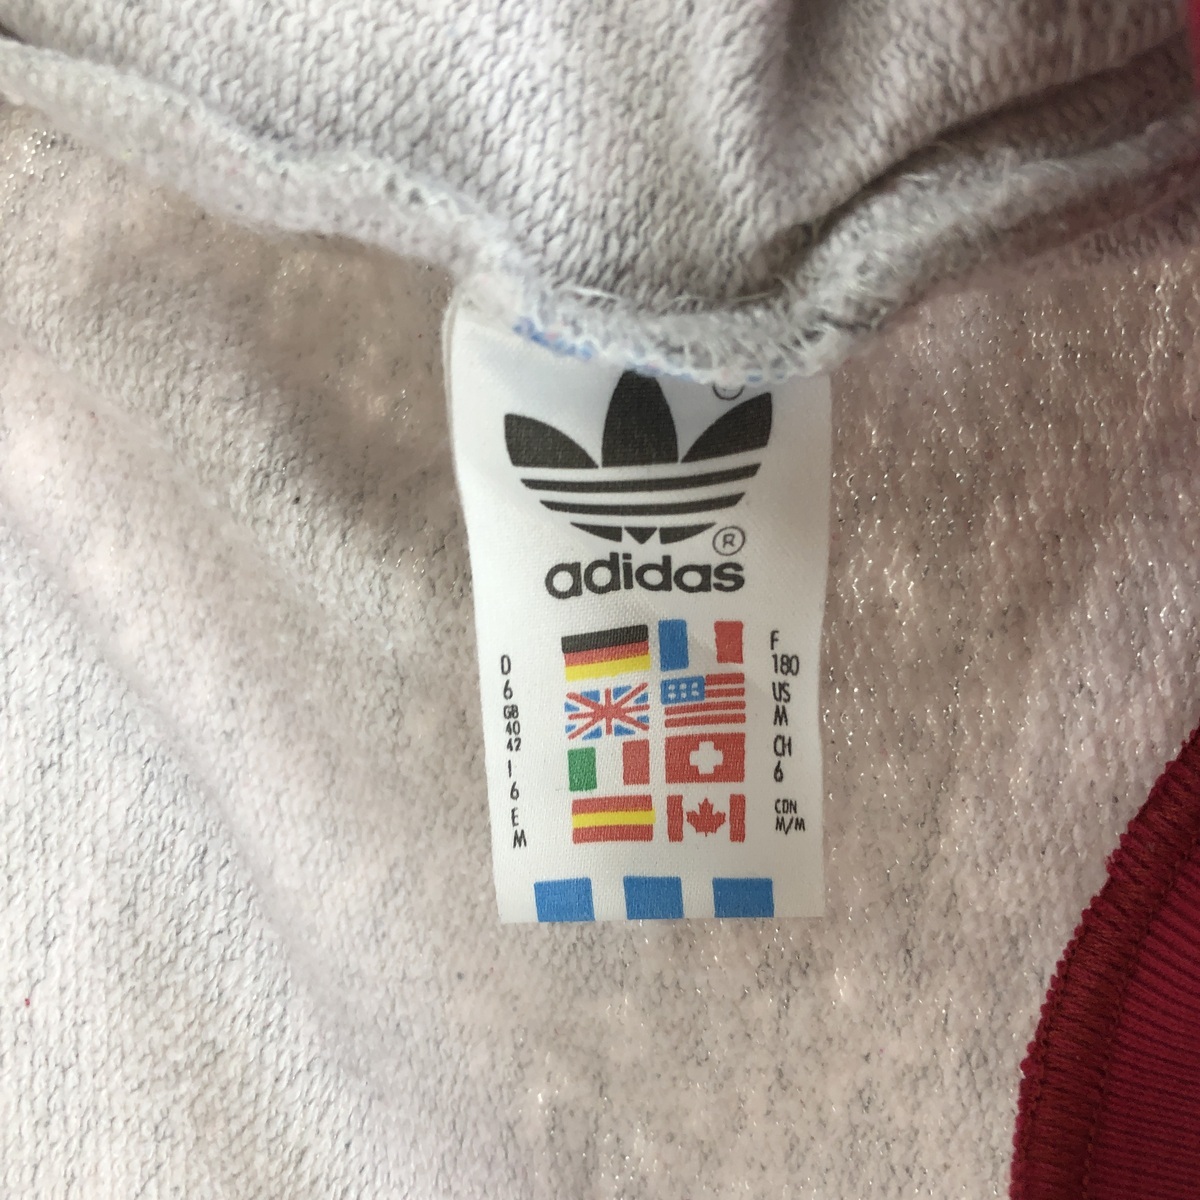 adidas
®
D
6
GB
40
42
I
6
E
M
F
180
US
M
CH
6
CDN
M/M